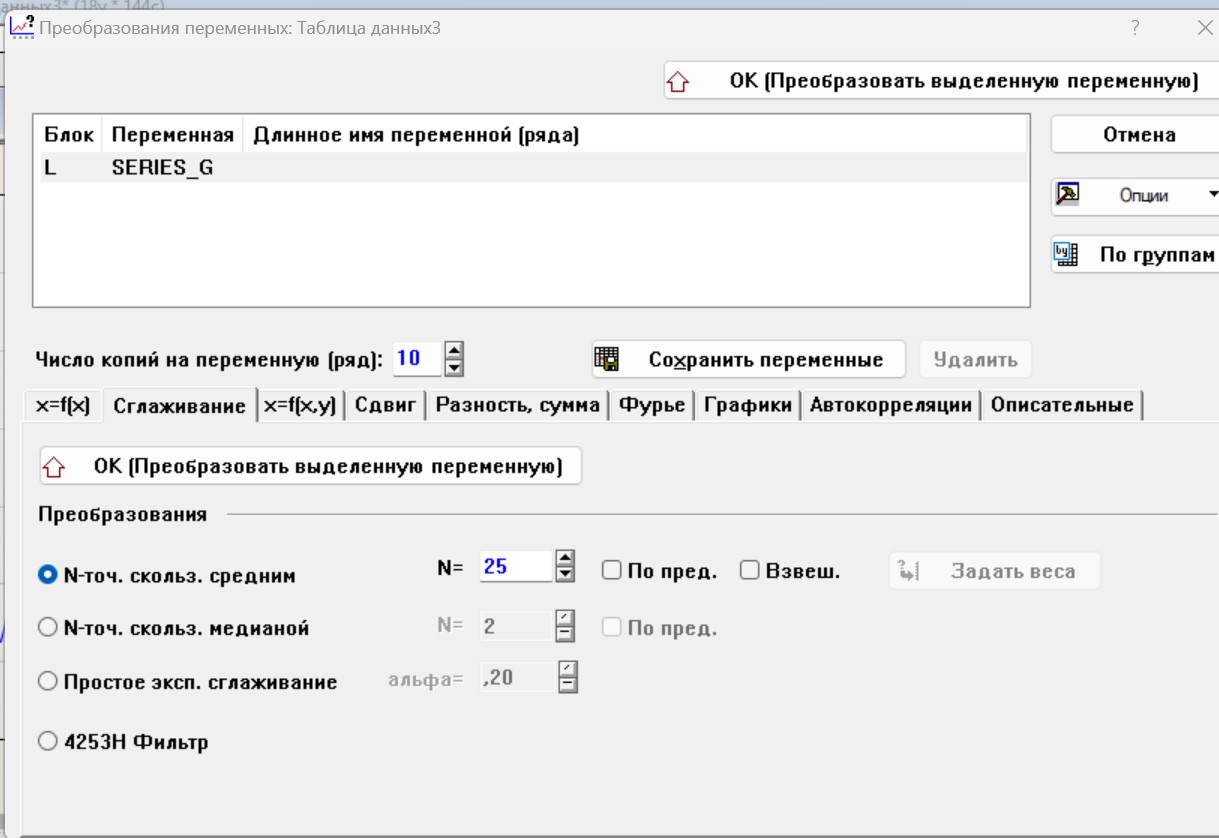 анных3* (18v * 144c)
Преобразования переменных: Таблица данных3 ?
OK (Преобразовать выделенную переменную)
Блок Переменная Длинное имя переменной (ряда)
L SERIES_G
Отмена
Опции
По группам
Число копий на переменную (ряд): 10 Сохранить переменные Удалить
x=f(x) Сглаживание x=f(x,y) Сдвиг Разность, сумма Фурье Графики Автокорреляции Описательные
OK (Преобразовать выделенную переменную)
Преобразования
N-точ. скольз. средним N= 25 По пред. Взвеш. Задать веса
N-точ. скольз. медианой N= 2 По пред.
Простое эксп. сглаживание альфа= ,20
4253H Фильтр